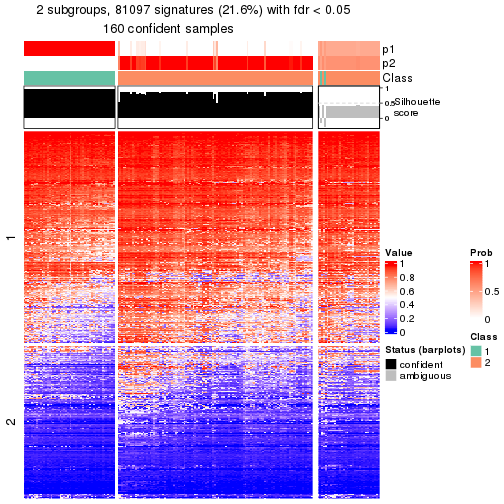 2 subgroups, 81097 signatures (21.6%) with fdr < 0.05
160 confident samples
p1
p2
Class
1
0.5
0
Silhouette
score
1
2
Value
1
0.8
0.6
0.4
0.2
0
Prob
1
0.5
0
Status (barplots)
confident
ambiguous
Class
1
2